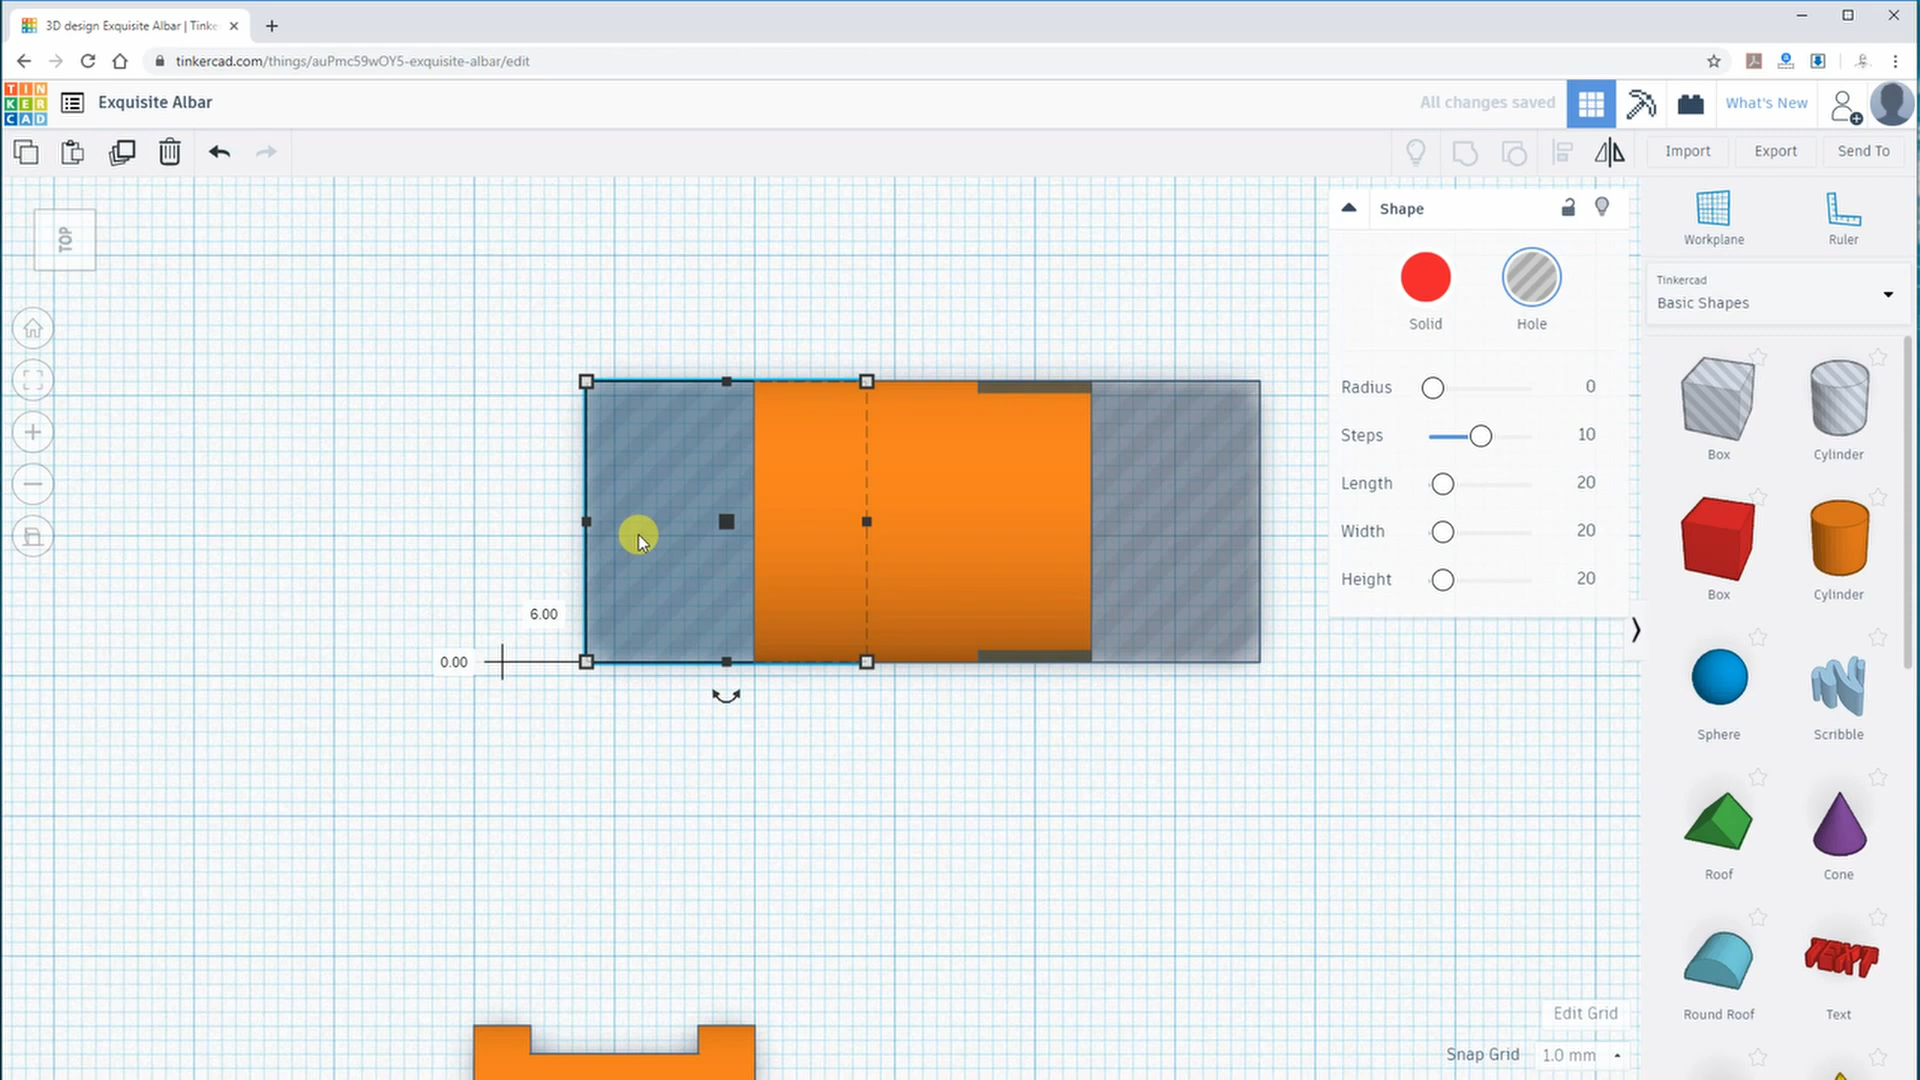 3D design Exquisite Albar | Tinke
tinkercad.com/things/auPmc59wOY5-exquisite-albar/edit
TIN
KER
CAD
Exquisite Albar
All changes saved
What's New
Import
Export
Send To
TOP
Shape
Solid
Hole
Radius
0
Steps
10
Length
20
Width
20
Height
20
6.00
0.00
Workplane
Ruler
Tinkercad
Basic Shapes
Box
Cylinder
Box
Cylinder
Sphere
Scribble
Roof
Cone
TEXT
Round Roof
Text
Edit Grid
Snap Grid
1.0 mm